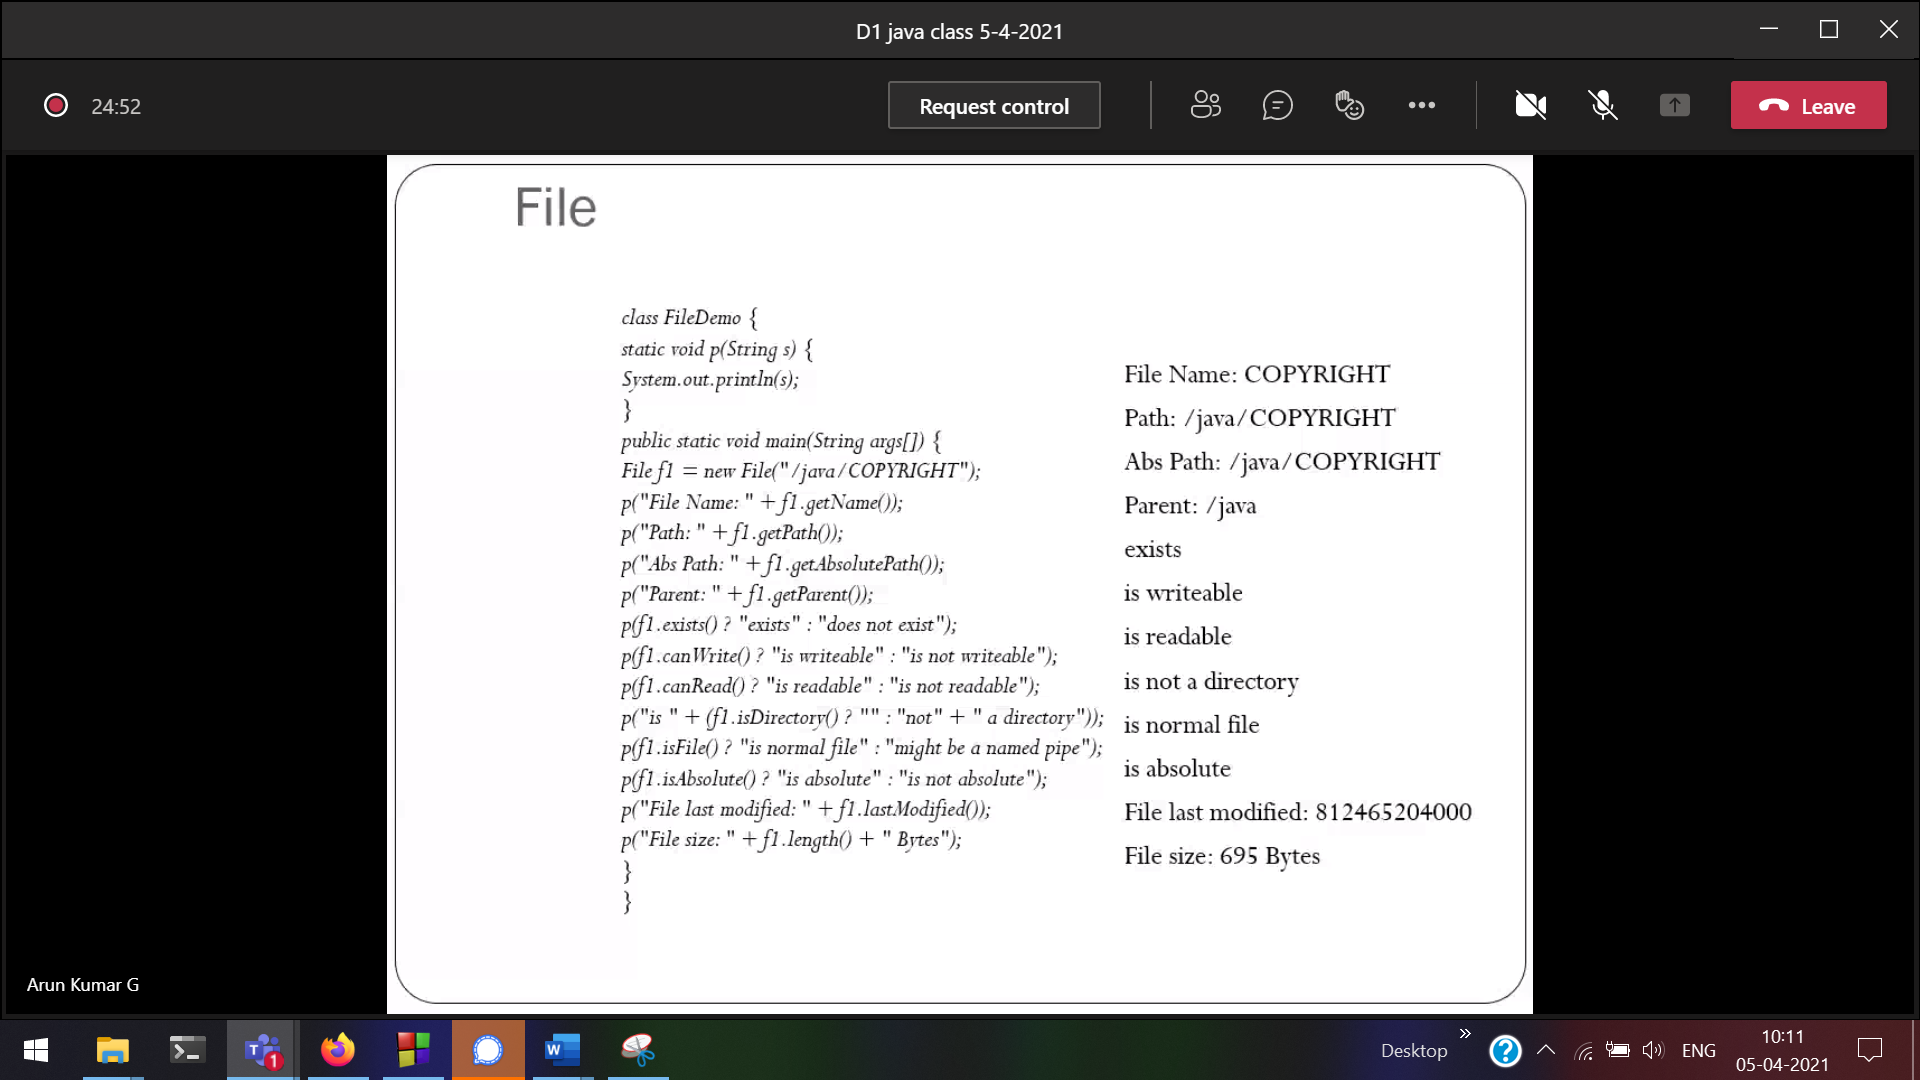 D1 java class 5-4-2021
24:52
Request control
Leave
File
class FileDemo {
static void p(String s) {
System.out.println(s);
}
public static void main(String args[]) {
File f1 = new File("/java/COPYRIGHT");
p("File Name: " + f1.getName());
p("Path: " + f1.getPath());
p("Abs Path: " + f1.getAbsolutePath());
p("Parent: " + f1.getParent());
p(f1.exists() ? "exists" : "does not exist");
p(f1.canWrite() ? "is writeable" : "is not writeable");
p(f1.canRead() ? "is readable" : "is not readable");
p("is " + (f1.isDirectory() ? "" : "not" + " a directory"));
p(f1.isFile() ? "is normal file" : "might be a named pipe");
p(f1.isAbsolute() ? "is absolute" : "is not absolute");
p("File last modified: " + f1.lastModified());
p("File size: " + f1.length() + " Bytes");
}
}
File Name: COPYRIGHT
Path: /java/COPYRIGHT
Abs Path: /java/COPYRIGHT
Parent: /java
exists
is writeable
is readable
is not a directory
is normal file
is absolute
File last modified: 812465204000
File size: 695 Bytes
Arun Kumar G
T
1
W
Desktop
ENG
10:11
05-04-2021